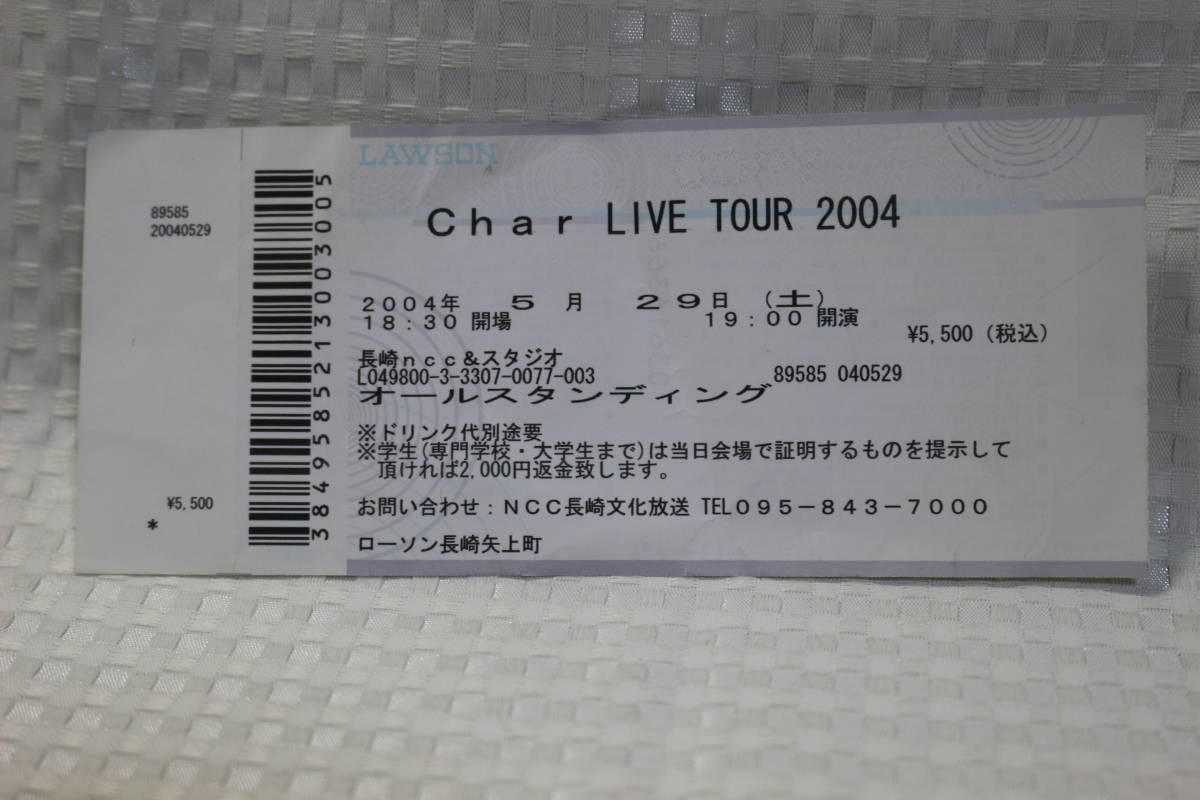 89585
20040529
¥5,500
*
3849585213003005
LAWSON
Ｃｈａｒ LIVE TOUR 2004
２００４年　５　月　２９日　（土）
１８：３０ 開場　１９：００ 開演
¥5,500（税込）
長崎ｎｃｃ＆スタジオ
L049800-3-3307-0077-003　89585 040529
オールスタンディング
※ドリンク代別途要
※学生(専門学校・大学生まで)は当日会場で証明するものを提示して
頂ければ2,000円返金致します。
お問い合わせ：ＮＣＣ長崎文化放送 TEL０９５－８４３－７０００
ローソン長崎矢上町